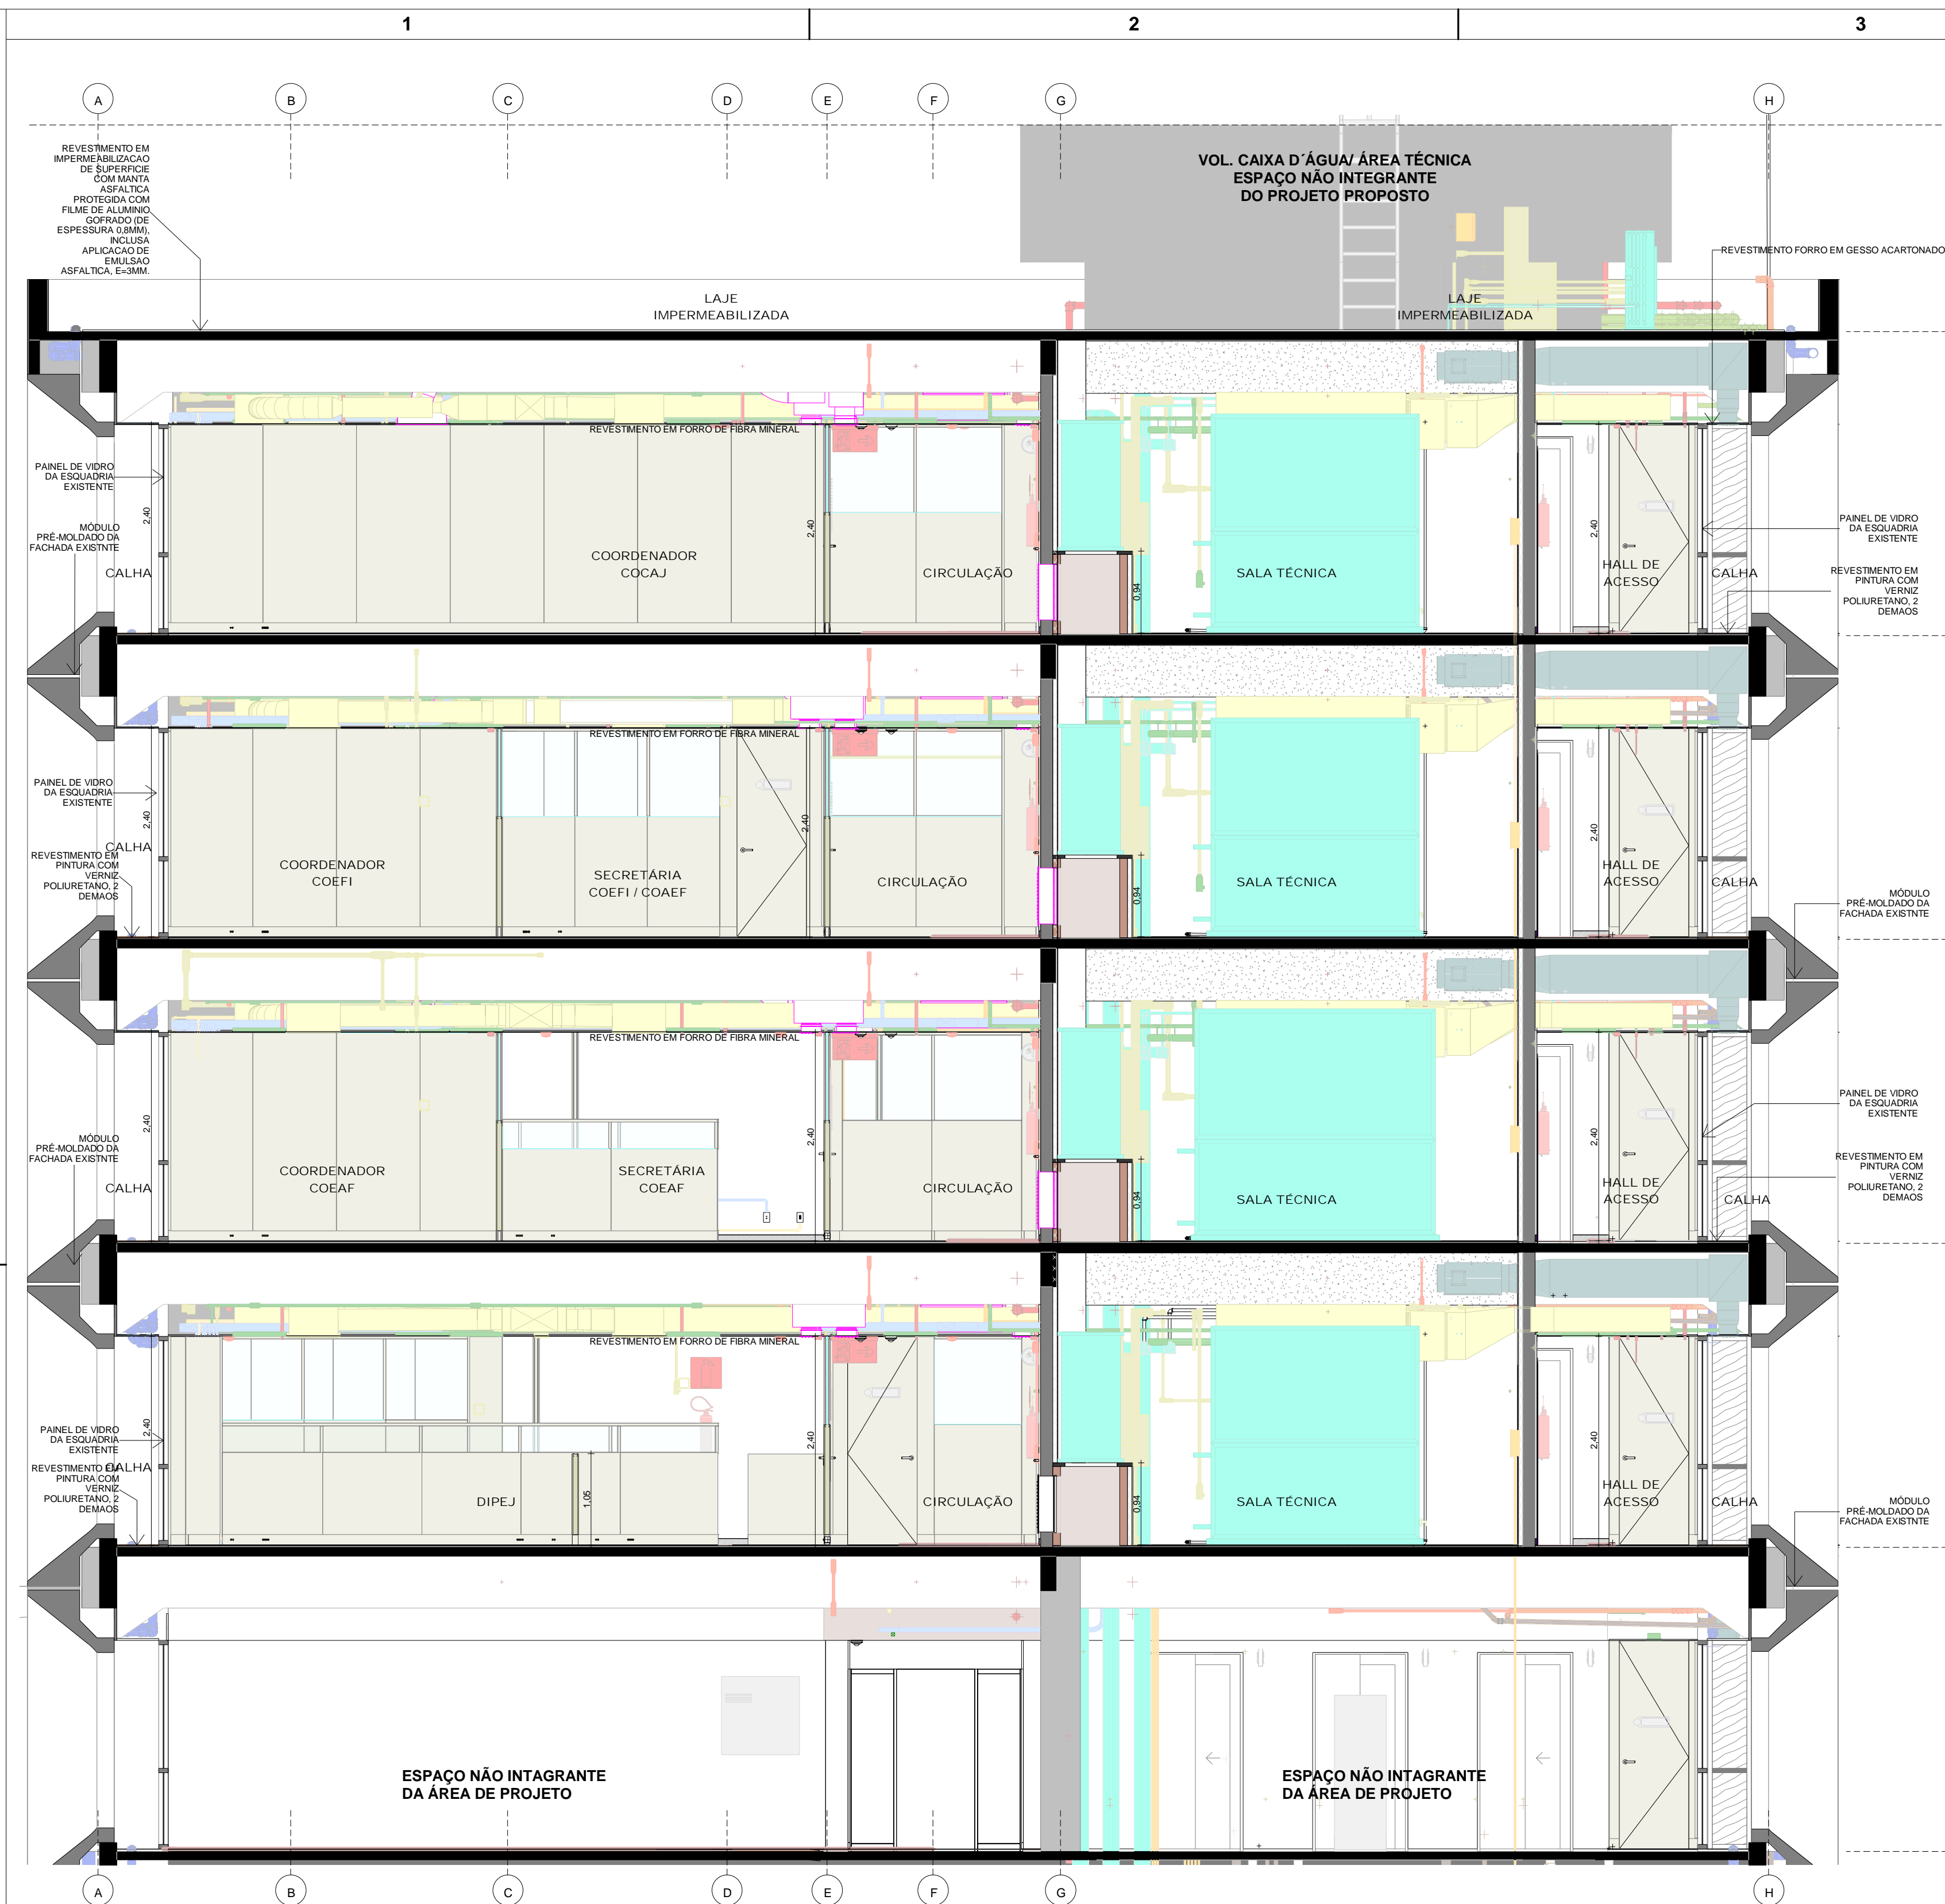 1
2
3
A
B
C
D
E
F
G
H
REVESTIMENTO EM
IMPERMEABILIZACAO
DE SUPERFICIE
COM MANTA
ASFALTICA
PROTEGIDA COM
FILME DE ALUMINIO
GOFRADO (DE
ESPESSURA 0,8MM),
INCLUSA
APLICACAO DE
EMULSAO
ASFALTICA, E=3MM.
VOL. CAIXA D´ÁGUA/ ÁREA TÉCNICA
ESPAÇO NÃO INTEGRANTE
DO PROJETO PROPOSTO
REVESTIMENTO FORRO EM GESSO ACARTONADO
LAJE
IMPERMEABILIZADA
LAJE
IMPERMEABILIZADA
REVESTIMENTO EM FORRO DE FIBRA MINERAL
PAINEL DE VIDRO
DA ESQUADRIA
EXISTENTE
2,40
MÓDULO
PRÉ-MOLDADO DA
FACHADA EXISTNTE
CALHA
COORDENADOR
COCAJ
2,40
CIRCULAÇÃO
0,94
SALA TÉCNICA
2,40
HALL DE
ACESSO
CALHA
PAINEL DE VIDRO
DA ESQUADRIA
EXISTENTE
REVESTIMENTO EM
PINTURA COM
VERNIZ
POLIURETANO, 2
DEMAOS
REVESTIMENTO EM FORRO DE FIBRA MINERAL
PAINEL DE VIDRO
DA ESQUADRIA
EXISTENTE
2,40
CALHA
REVESTIMENTO EM
PINTURA COM
VERNIZ
POLIURETANO, 2
DEMAOS
COORDENADOR
COEFI
SECRETÁRIA
COEFI / COAEF
2,40
CIRCULAÇÃO
0,94
SALA TÉCNICA
2,40
HALL DE
ACESSO
CALHA
MÓDULO
PRÉ-MOLDADO DA
FACHADA EXISTNTE
REVESTIMENTO EM FORRO DE FIBRA MINERAL
2,40
MÓDULO
PRÉ-MOLDADO DA
FACHADA EXISTNTE
CALHA
COORDENADOR
COEAF
SECRETÁRIA
COEAF
2,40
CIRCULAÇÃO
0,94
SALA TÉCNICA
2,40
HALL DE
ACESSO
CALHA
PAINEL DE VIDRO
DA ESQUADRIA
EXISTENTE
REVESTIMENTO EM
PINTURA COM
VERNIZ
POLIURETANO, 2
DEMAOS
REVESTIMENTO EM FORRO DE FIBRA MINERAL
PAINEL DE VIDRO
DA ESQUADRIA
EXISTENTE
2,40
CALHA
REVESTIMENTO EM
PINTURA COM
VERNIZ
POLIURETANO, 2
DEMAOS
DIPEJ
1,05
2,40
CIRCULAÇÃO
0,94
SALA TÉCNICA
2,40
HALL DE
ACESSO
CALHA
MÓDULO
PRÉ-MOLDADO DA
FACHADA EXISTNTE
ESPAÇO NÃO INTAGRANTE
DA ÁREA DE PROJETO
ESPAÇO NÃO INTAGRANTE
DA ÁREA DE PROJETO
A
B
C
D
E
F
G
H